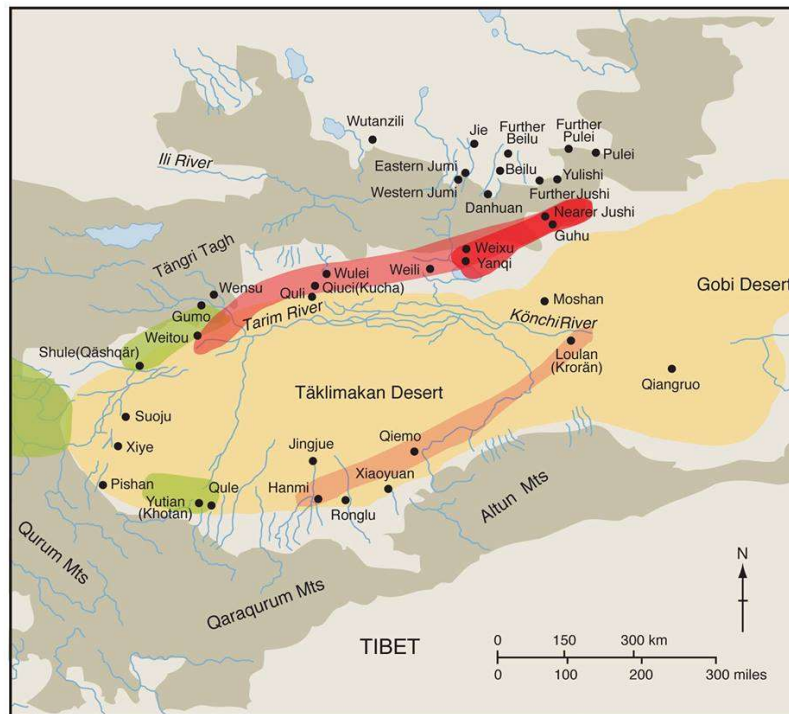 Wutanzili
Jie
Further
Beilu
Further
Pulei
Pulei
Ili River
Eastern Jumi
Beilu
Yulishi
Western Jumi
Further Jushi
Danhuan
Nearer Jushi
Guhu
Tängri Tagh
Weixu
Weili
Yanqi
Wulei
Gobi Desert
Wensu
Quli
Qiuci(Kucha)
Gumo
Tarim River
Moshan
Weitou
KönchiRiver
Shule(Qäshqär)
Loulan
(Krorän)
Qiangruo
Täklimakan Desert
Suoju
Xiye
Jingjue
Qiemo
Xiaoyuan
Pishan
Qule
Hanmi
Yutian
(Khotan)
Ronglu
Altun Mts
Qurum Mts
Qaraqurum Mts
N
TIBET
0 150 300 km
0 100 200 300 miles